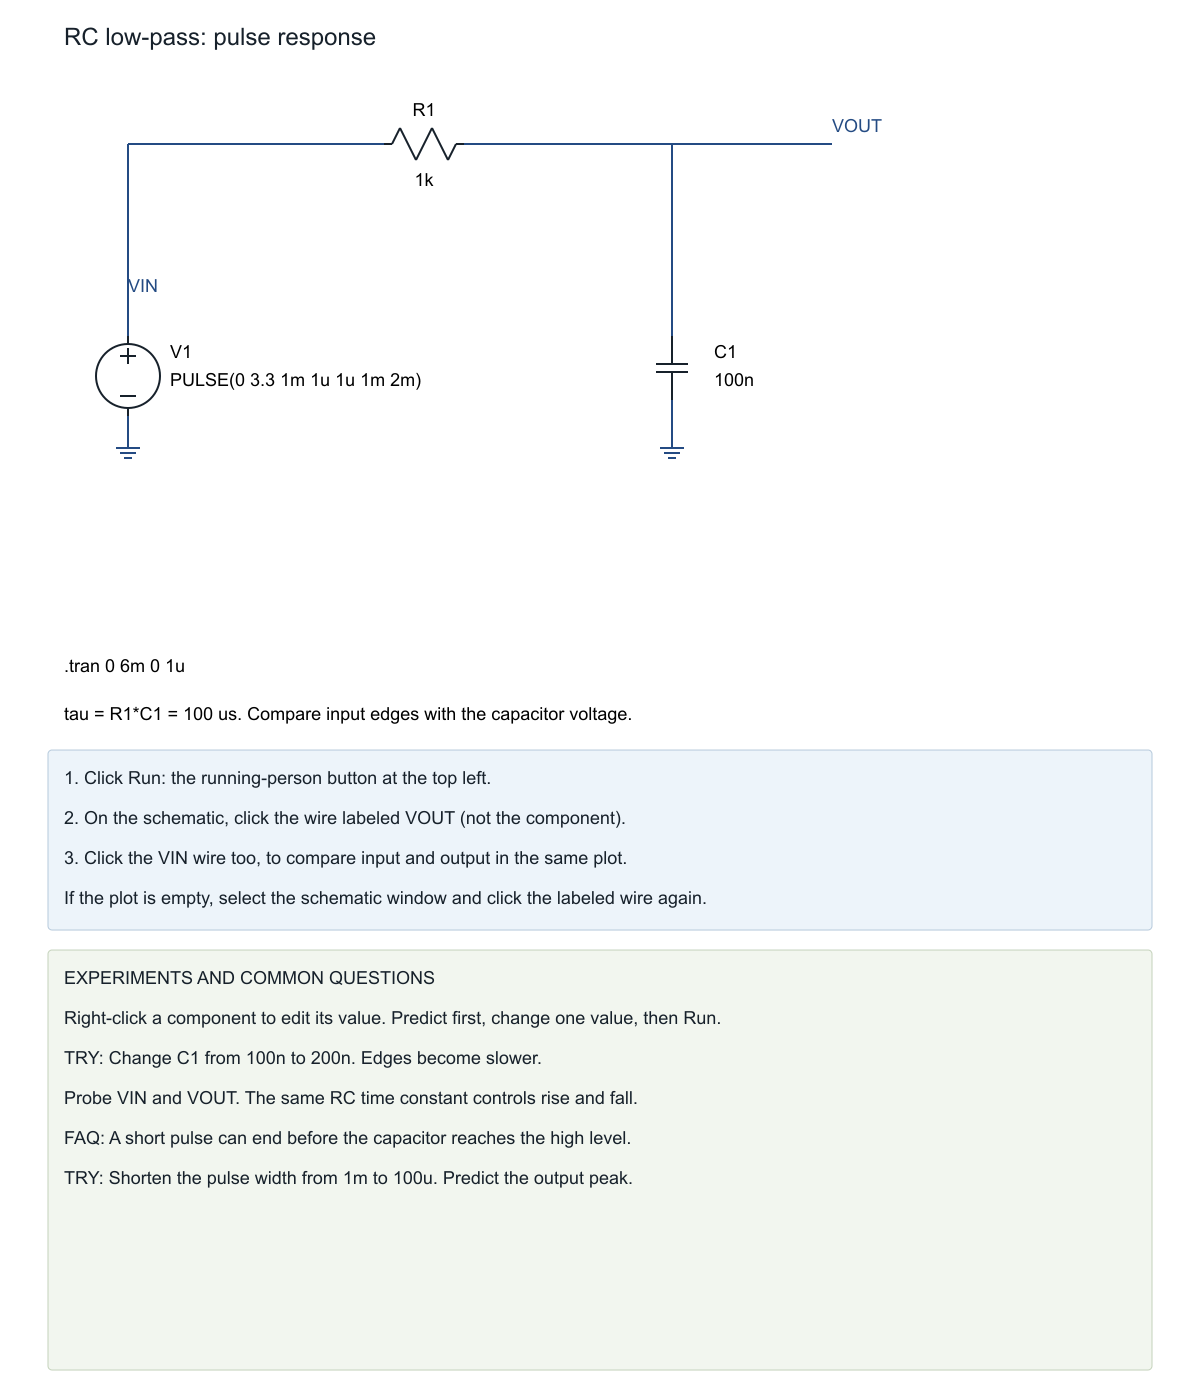 RC low-pass: pulse response
R1
VOUT
1k
VIN
V1
C1
PULSE(0 3.3 1m 1u 1u 1m 2m)
100n
.tran 0 6m 0 1u
tau = R1*C1 = 100 us. Compare input edges with the capacitor voltage.
1. Click Run: the running-person button at the top left.
2. On the schematic, click the wire labeled VOUT (not the component).
3. Click the VIN wire too, to compare input and output in the same plot.
If the plot is empty, select the schematic window and click the labeled wire again.
EXPERIMENTS AND COMMON QUESTIONS
Right-click a component to edit its value. Predict first, change one value, then Run.
TRY: Change C1 from 100n to 200n. Edges become slower.
Probe VIN and VOUT. The same RC time constant controls rise and fall.
FAQ: A short pulse can end before the capacitor reaches the high level.
TRY: Shorten the pulse width from 1m to 100u. Predict the output peak.